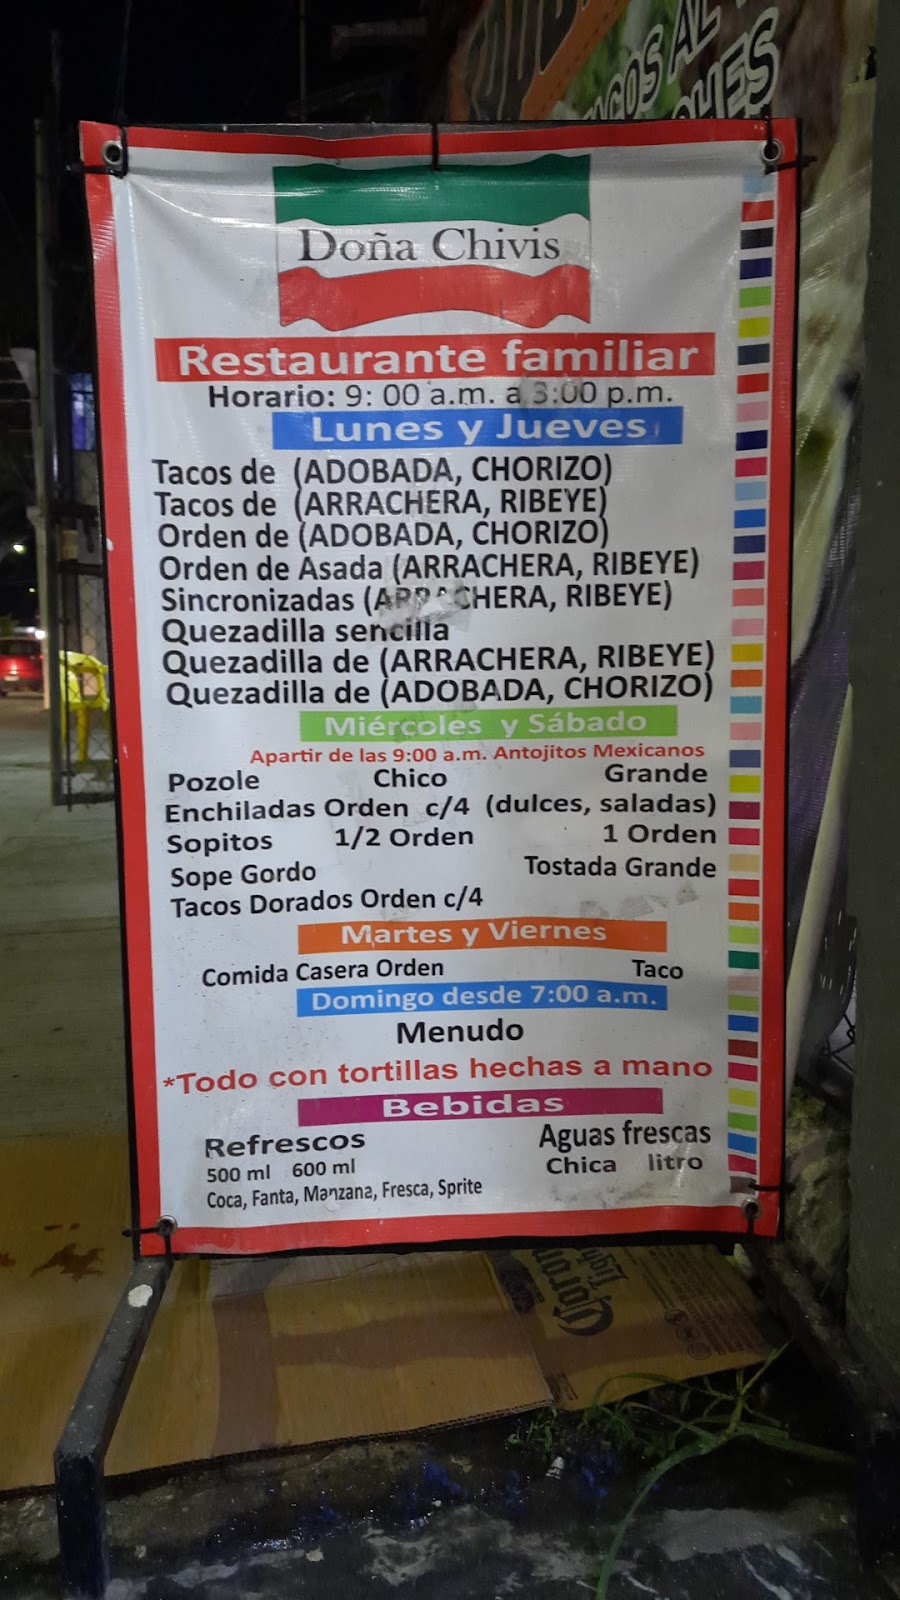 TACOS AL
Doña Chivis
Restaurante familiar
Horario: 9: 00 a.m. a 3:00 p.m.
Lunes y Jueves
Tacos de (ADOBADA, CHORIZO)
Tacos de (ARRACHERA, RIBEYE)
Orden de (ADOBADA, CHORIZO)
Orden de Asada (ARRACHERA, RIBEYE)
Sincronizadas (ARRACHERA, RIBEYE)
Quezadilla sencilla
Quezadilla de (ARRACHERA, RIBEYE)
Quezadilla de (ADOBADA, CHORIZO)
Miércoles y Sábado
Apartir de las 9:00 a.m. Antojitos Mexicanos
Pozole Chico Grande
Enchiladas Orden c/4 (dulces, saladas)
Sopitos 1/2 Orden 1 Orden
Sope Gordo Tostada Grande
Tacos Dorados Orden c/4
Martes y Viernes
Comida Casera Orden Taco
Domingo desde 7:00 a.m.
Menudo
*Todo con tortillas hechas a mano
Bebidas
Refrescos Aguas frescas
500 ml 600 ml Chica litro
Coca, Fanta, Manzana, Fresca, Sprite
Corona